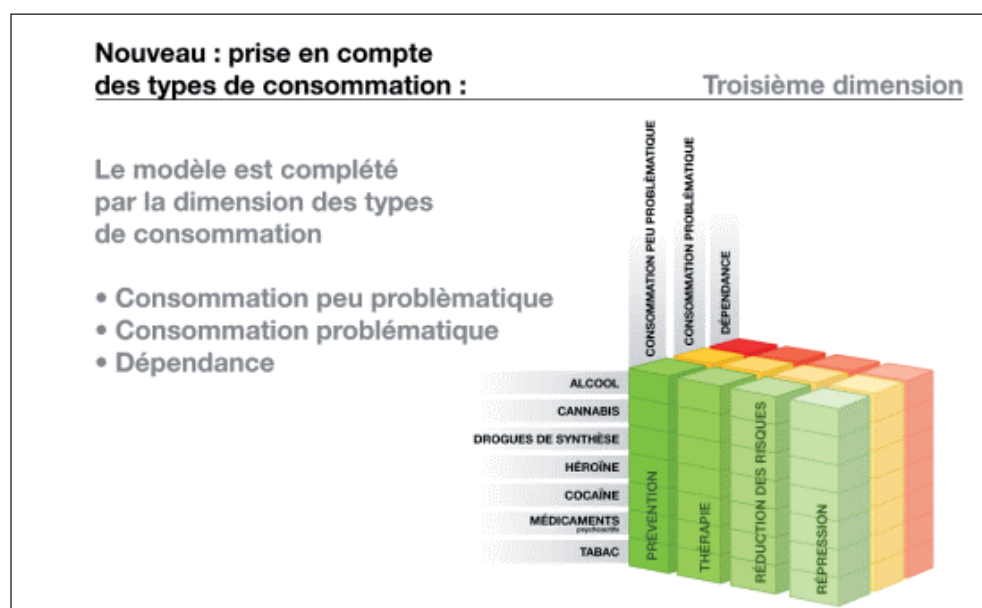 Nouveau : prise en compte
des types de consommation :
Troisième dimension
Le modèle est complété
par la dimension des types
de consommation
• Consommation peu problèmatique
• Consommation problématique
• Dépendance
CONSOMMATION PEU PROBLÈMATIQUE
CONSOMMATION PROBLÉMATIQUE
DÉPENDANCE
ALCOOL
CANNABIS
DROGUES DE SYNTHÈSE
HÉROÏNE
COCAÏNE
MÉDICAMENTS
psychoactifs
TABAC
PRÉVENTION
THÉRAPIE
RÉDUCTION DES RISQUES
RÉPRESSION